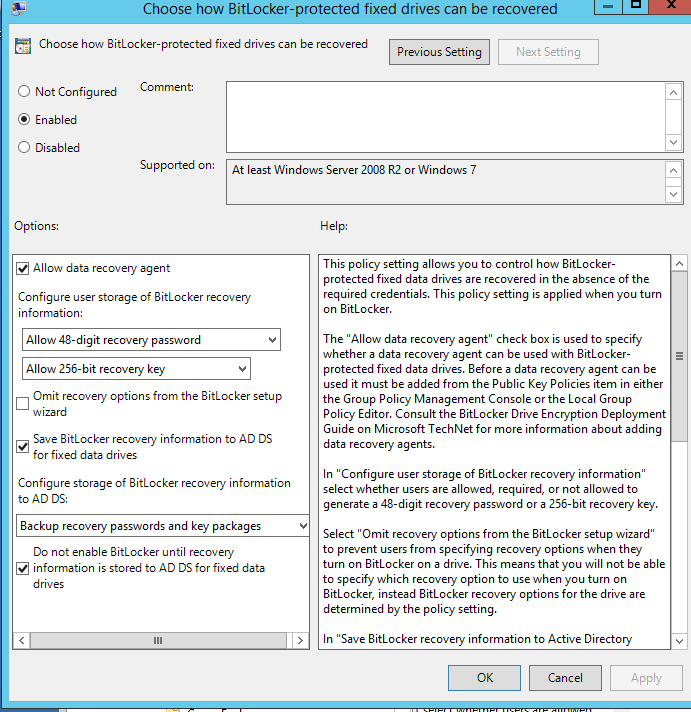 Choose how BitLocker-protected fixed drives can be recovered
Choose how BitLocker-protected fixed drives can be recovered
Previous Setting
Next Setting
Not Configured
Enabled
Disabled
Comment:
Supported on:
At least Windows Server 2008 R2 or Windows 7
Options:
Help:
Allow data recovery agent
Configure user storage of BitLocker recovery
information:
Allow 48-digit recovery password
Allow 256-bit recovery key
Omit recovery options from the BitLocker setup
wizard
Save BitLocker recovery information to AD DS
for fixed data drives
Configure storage of BitLocker recovery information
to AD DS:
Backup recovery passwords and key packages
Do not enable BitLocker until recovery
information is stored to AD DS for fixed data
drives
This policy setting allows you to control how BitLocker-
protected fixed data drives are recovered in the absence of the
required credentials. This policy setting is applied when you turn
on BitLocker.
The "Allow data recovery agent" check box is used to specify
whether a data recovery agent can be used with BitLocker-
protected fixed data drives. Before a data recovery agent can be
used it must be added from the Public Key Policies item in either
the Group Policy Management Console or the Local Group
Policy Editor. Consult the BitLocker Drive Encryption Deployment
Guide on Microsoft TechNet for more information about adding
data recovery agents.
In "Configure user storage of BitLocker recovery information"
select whether users are allowed, required, or not allowed to
generate a 48-digit recovery password or a 256-bit recovery key.
Select "Omit recovery options from the BitLocker setup wizard"
to prevent users from specifying recovery options when they
turn on BitLocker on a drive. This means that you will not be able
to specify which recovery option to use when you turn on
BitLocker, instead BitLocker recovery options for the drive are
determined by the policy setting.
In "Save BitLocker recovery information to Active Directory
OK
Cancel
Apply
select whether users are allowed